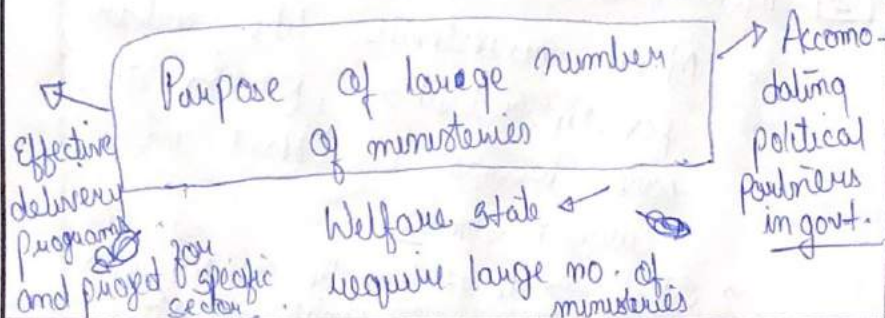 Purpose of large number
of ministeries
Effective
delivery
programs
and project for specific
sector.
Welfare state
require large no. of
ministeries
Accomo-
dating
political
partners
in govt.